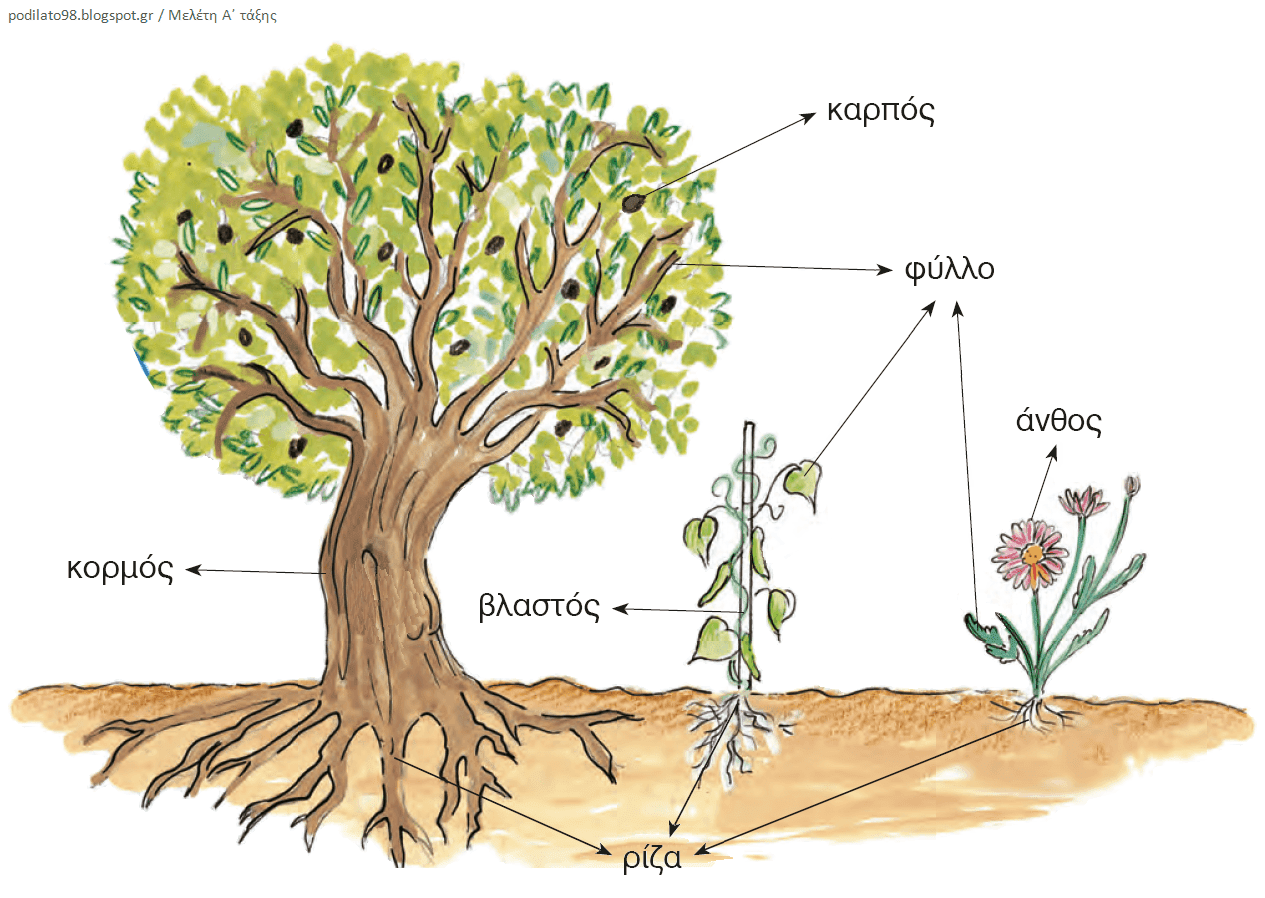 podilato98.blogspot.gr / Μελέτη Α΄ τάξης
καρπός
φύλλο
άνθος
κορμός
βλαστός
ρίζα